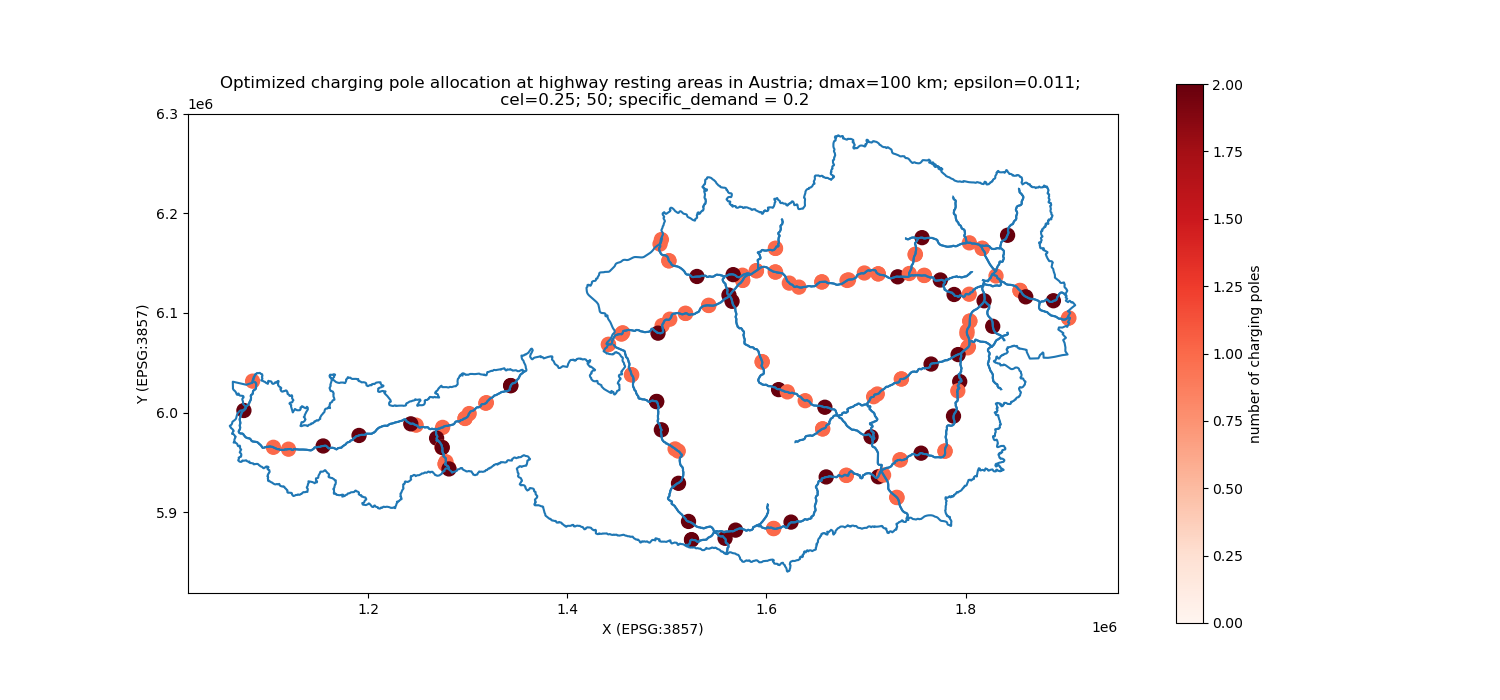 Optimized charging pole allocation at highway resting areas in Austria; dmax=100 km; epsilon=0.011;
cel=0.25; 50; specific_demand = 0.2
1e6
6.3
6.2
6.1
6.0
5.9
Y (EPSG:3857)
1.2
1.4
1.6
1.8
X (EPSG:3857)
1e6
2.00
1.75
1.50
1.25
1.00
0.75
0.50
0.25
0.00
number of charging poles